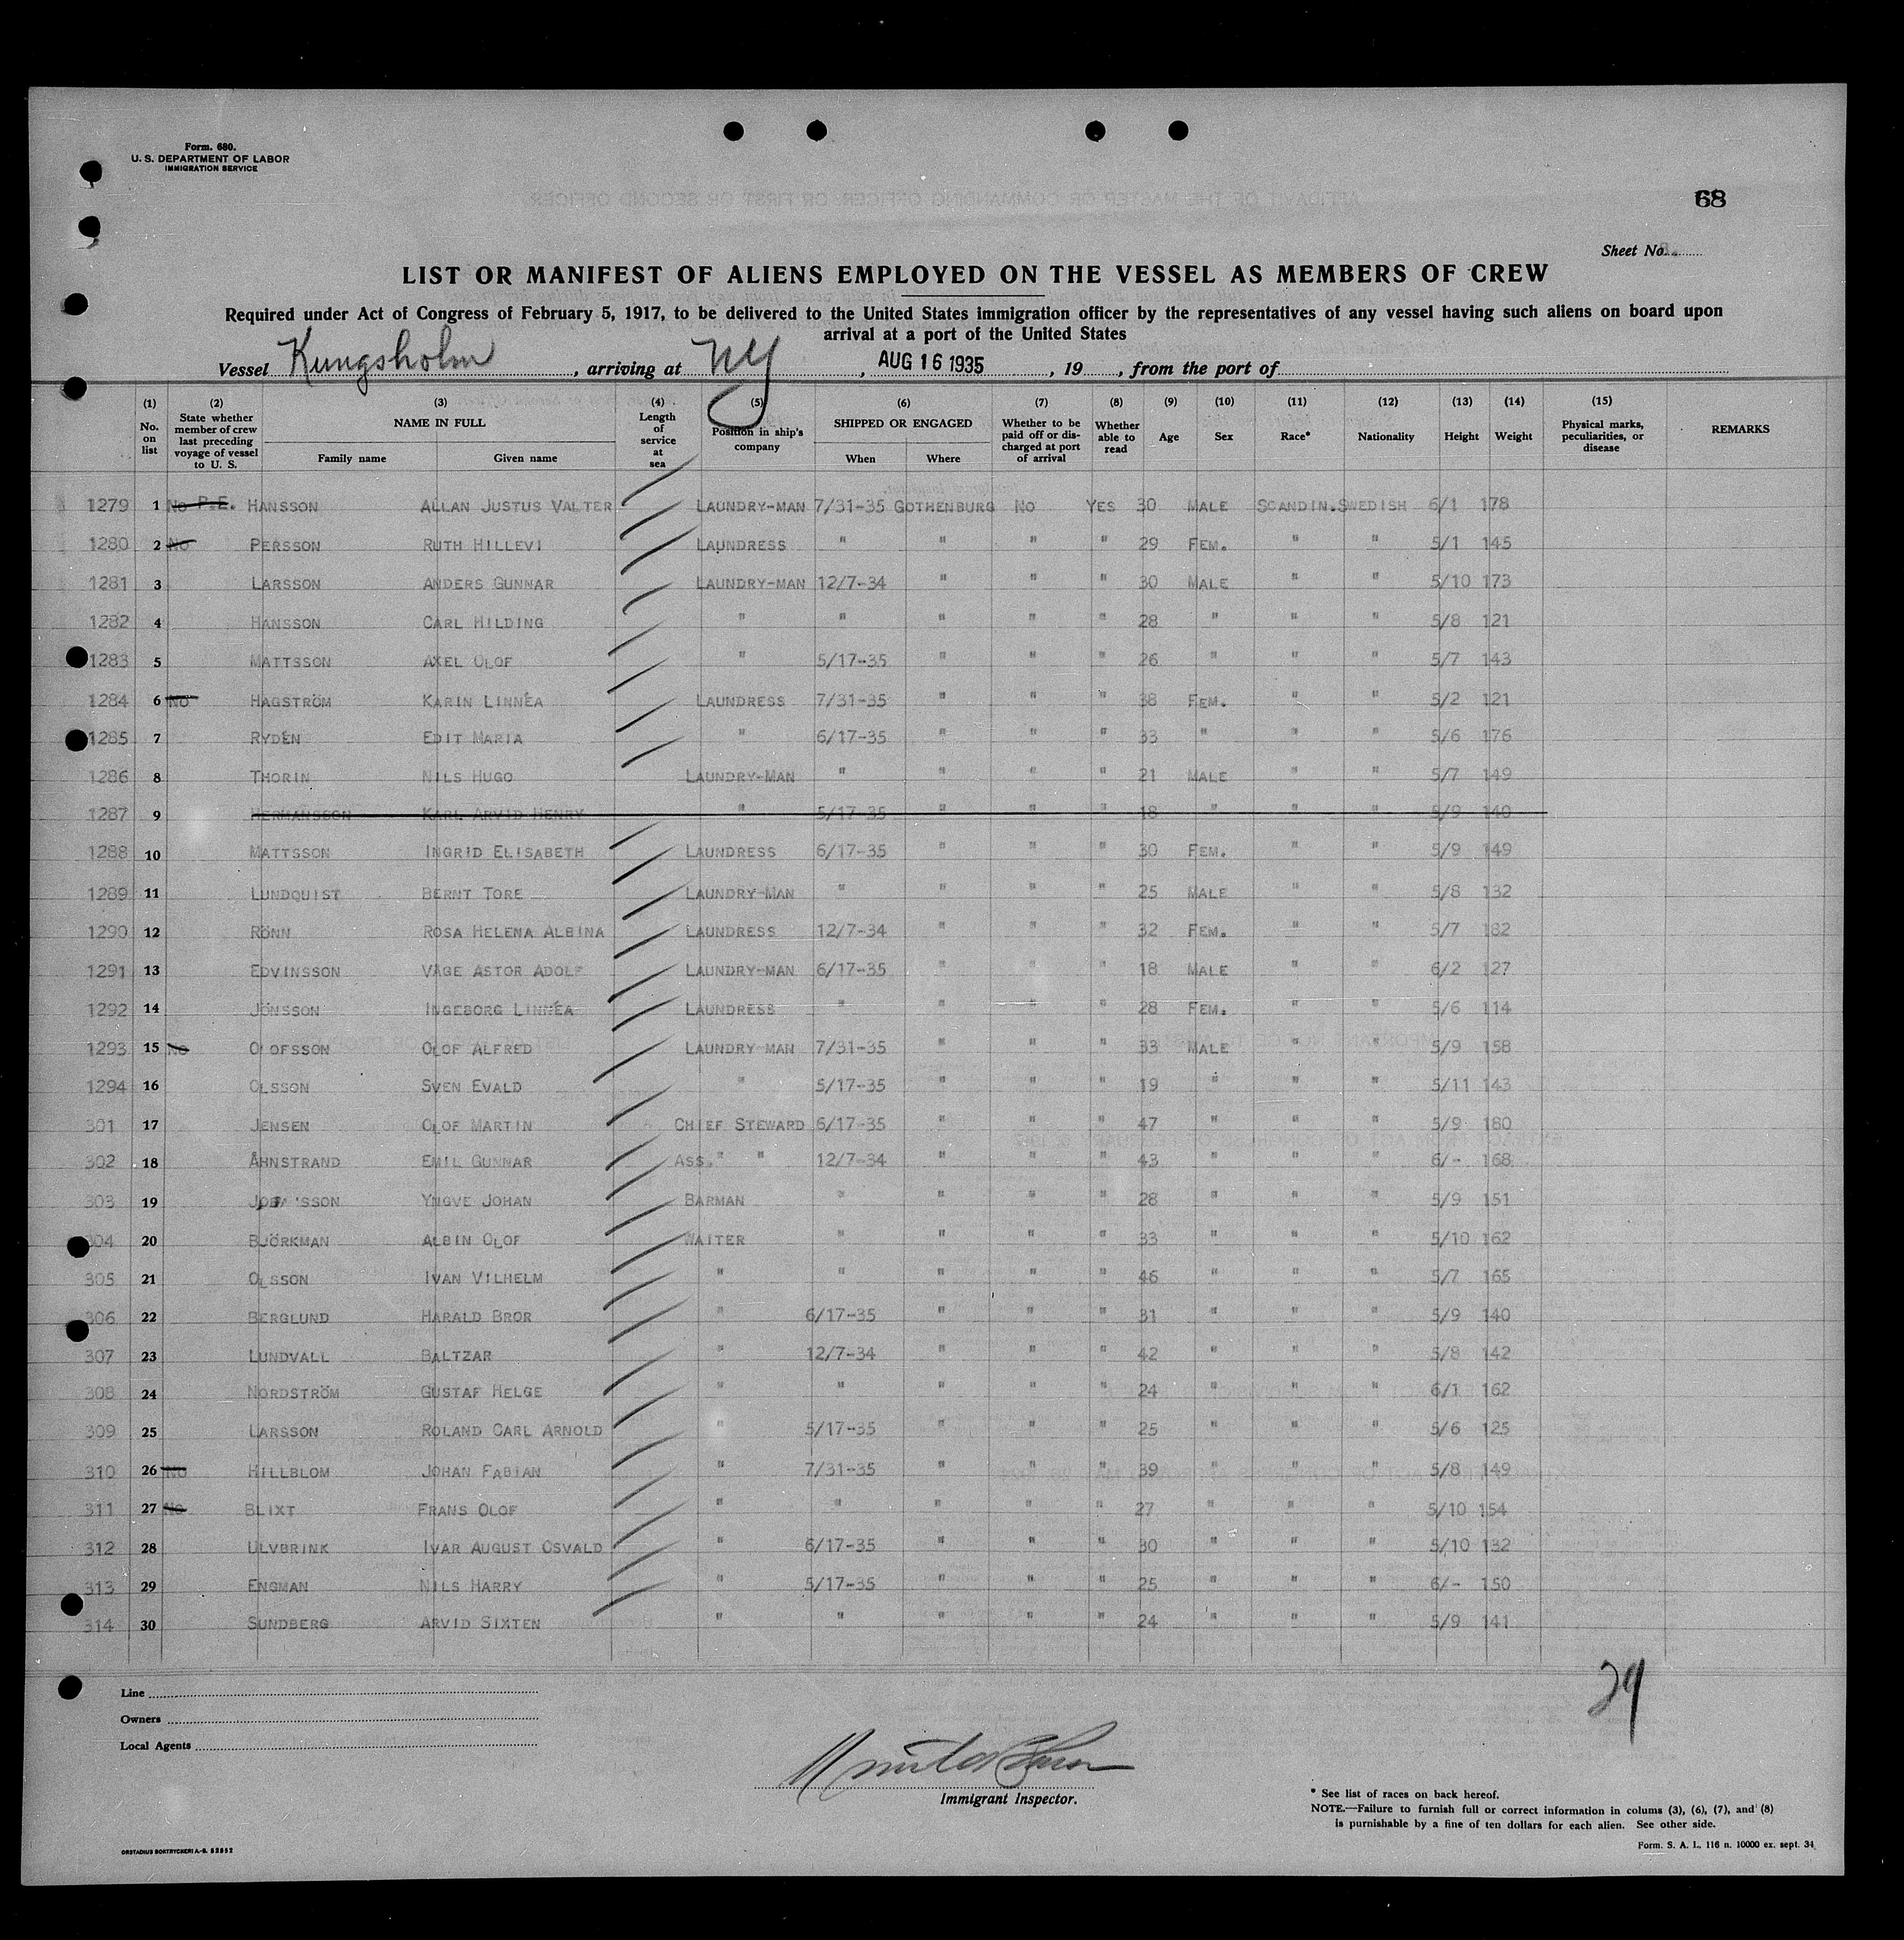 Form. 680.
U. S. DEPARTMENT OF LABOR
IMMIGRATION SERVICE
68
Sheet No.
LIST OR MANIFEST OF ALIENS EMPLOYED ON THE VESSEL AS MEMBERS OF CREW
Required under Act of Congress of February 5, 1917, to be delivered to the United States immigration officer by the representatives of any vessel having such aliens on board upon
arrival at a port of the United States
Vessel Kungsholm, arriving at NY, AUG 16 1935, 19 , from the port of
(1) No. on list (2) State whether member of crew last preceding voyage of vessel to U. S. (3) NAME IN FULL Family name Given name (4) Length of service at sea (5) Position in ship's company (6) SHIPPED OR ENGAGED When Where (7) Whether to be paid off or discharged at port of arrival (8) Whether able to read (9) Age (10) Sex (11) Race* (12) Nationality (13) Height (14) Weight (15) Physical marks, peculiarities, or disease REMARKS
1279 1 No P.E. HANSSON ALLAN JUSTUS VALTER LAUNDRY-MAN 7/31-35 GOTHENBURG NO YES 30 MALE SCANDIN. SWEDISH 6/1 178
1280 2 No PERSSON RUTH HILLEVI LAUNDRESS " " " " 29 FEM. " " 5/1 145
1281 3 LARSSON ANDERS GUNNAR LAUNDRY-MAN 12/7-34 " " " 30 MALE " " 5/10 173
1282 4 HANSSON CARL HILDING " " " " " 28 " " " 5/8 121
1283 5 MATTSSON AXEL OLOF " 5/17-35 " " " 26 " " " 5/7 143
1284 6 No HAGSTRÖM KARIN LINNÉA LAUNDRESS 7/31-35 " " " 38 FEM. " " 5/2 121
1285 7 RYDÉN EDIT MARIA " 6/17-35 " " " 33 " " " 5/6 176
1286 8 THORIN NILS HUGO LAUNDRY-MAN " " " " 21 MALE " " 5/7 149
1287 9 HERMANSSON KARL ARVID HENRY " 5/17-35 " " " 18 " " " 5/9 140
1288 10 MATTSSON INGRID ELISABETH LAUNDRESS 6/17-35 " " " 30 FEM. " " 5/9 149
1289 11 LUNDQUIST BERNT TORE LAUNDRY-MAN " " " " 25 MALE " " 5/8 132
1290 12 RÖNN ROSA HELENA ALBINA LAUNDRESS 12/7-34 " " " 32 FEM. " " 5/7 182
1291 13 EDVINSSON VÅGE ASTOR ADOLF LAUNDRY-MAN 6/17-35 " " " 18 MALE " " 6/2 127
1292 14 JÖNSSON INGEBORG LINNÉA LAUNDRESS " " " " 28 FEM. " " 5/6 114
1293 15 No OLOFSSON OLOF ALFRED LAUNDRY MAN 7/31-35 " " " 33 MALE " " 5/9 158
1294 16 OLSSON SVEN EVALD " 5/17-35 " " " 19 " " " 5/11 143
301 17 JENSEN OLOF MARTIN CHIEF STEWARD 6/17-35 " " " 47 " " " 5/9 180
302 18 ÅHNSTRAND EMIL GUNNAR ASS. " " 12/7-34 " " " 43 " " " 6/- 168
303 19 YNGVE JOHAN BARMAN " " " " 28 " " " 5/9 151
304 20 BJÖRKMAN ALBIN OLOF WAITER " " " " 33 " " " 5/10 162
305 21 OLSSON IVAN VILHELM " " " " " 46 " " " 5/7 165
306 22 BERGLUND HARALD BROR " 6/17-35 " " " 31 " " " 5/9 140
307 23 LUNDVALL BALTZAR " 12/7-34 " " " 42 " " " 5/8 142
308 24 NORDSTRÖM GUSTAF HELGE " " " " " 24 " " " 6/1 162
309 25 LARSSON ROLAND CARL ARNOLD " 5/17-35 " " " 25 " " " 5/6 125
310 26 No HILLBLOM JOHAN FABIAN " 7/31-35 " " " 39 " " " 5/8 149
311 27 No BLIXT FRANS OLOF " " " " " 27 " " " 5/10 154
312 28 ULVBRINK IVAR AUGUST OSVALD " 6/17-35 " " " 30 " " " 5/10 132
313 29 ENGMAN NILS HARRY " 5/17-35 " " " 25 " " " 6/- 150
314 30 SUNDBERG ARVID SIXTEN " " " " " 24 " " " 5/9 141
29
Line
Owners
Local Agents
Immigrant Inspector.
* See list of races on back hereof.
NOTE.—Failure to furnish full or correct information in colums (3), (6), (7), and (8)
is purnishable by a fine of ten dollars for each alien. See other side.
ORSTADIUS BOKTRYCKERI A.-B. 52952
Form. S. A. L. 116 n. 10000 ex. sept. 34